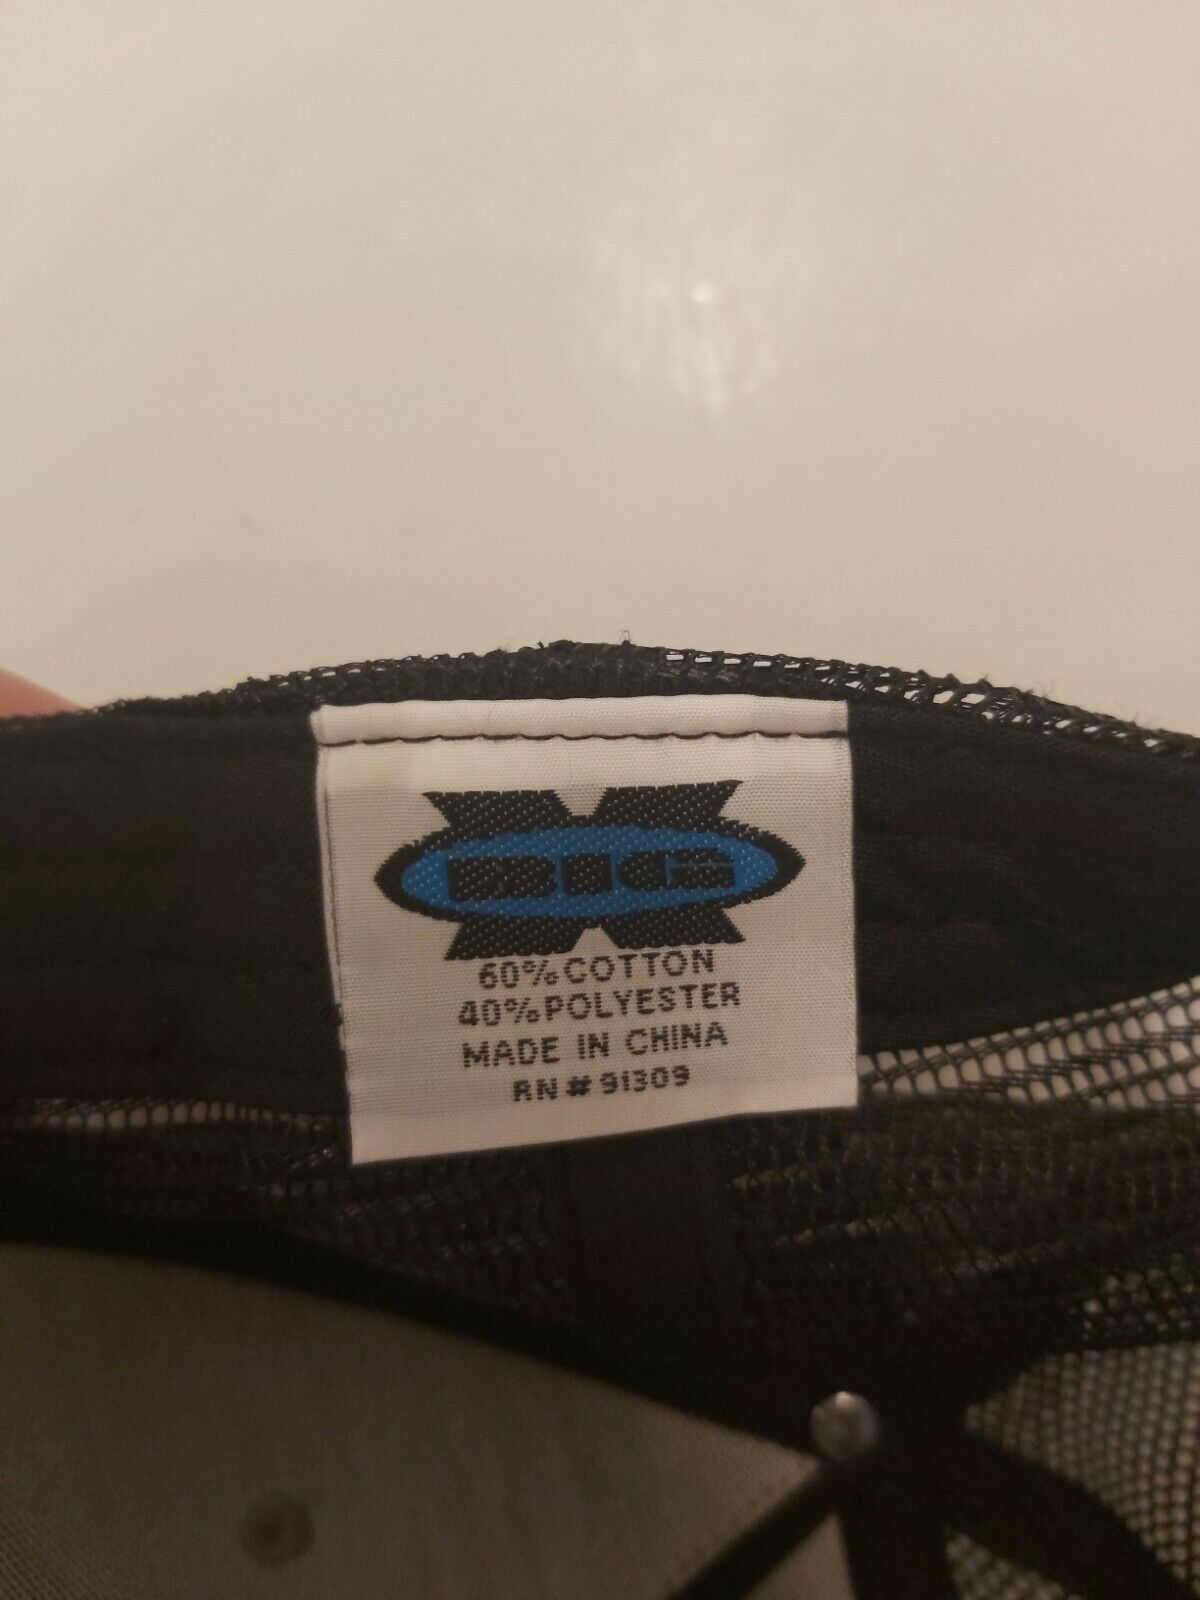 BIG
60% COTTON
40% POLYESTER
MADE IN CHINA
RN # 91309